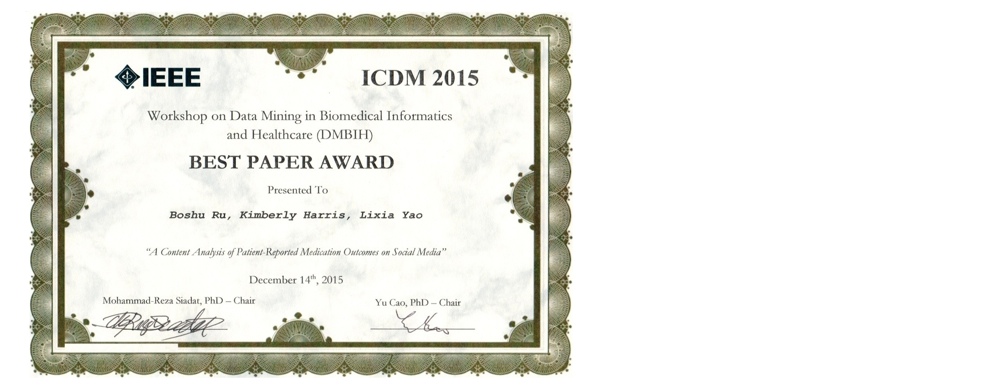 IEEE
ICDM 2015
Workshop on Data Mining in Biomedical Informatics
and Healthcare (DMBIH)
BEST PAPER AWARD
Presented To
Boshu Ru, Kimberly Harris, Lixia Yao
“A Content Analysis of Patient-Reported Medication Outcomes on Social Media”
December 14th, 2015
Mohammad-Reza Siadat, PhD – Chair
Yu Cao, PhD – Chair